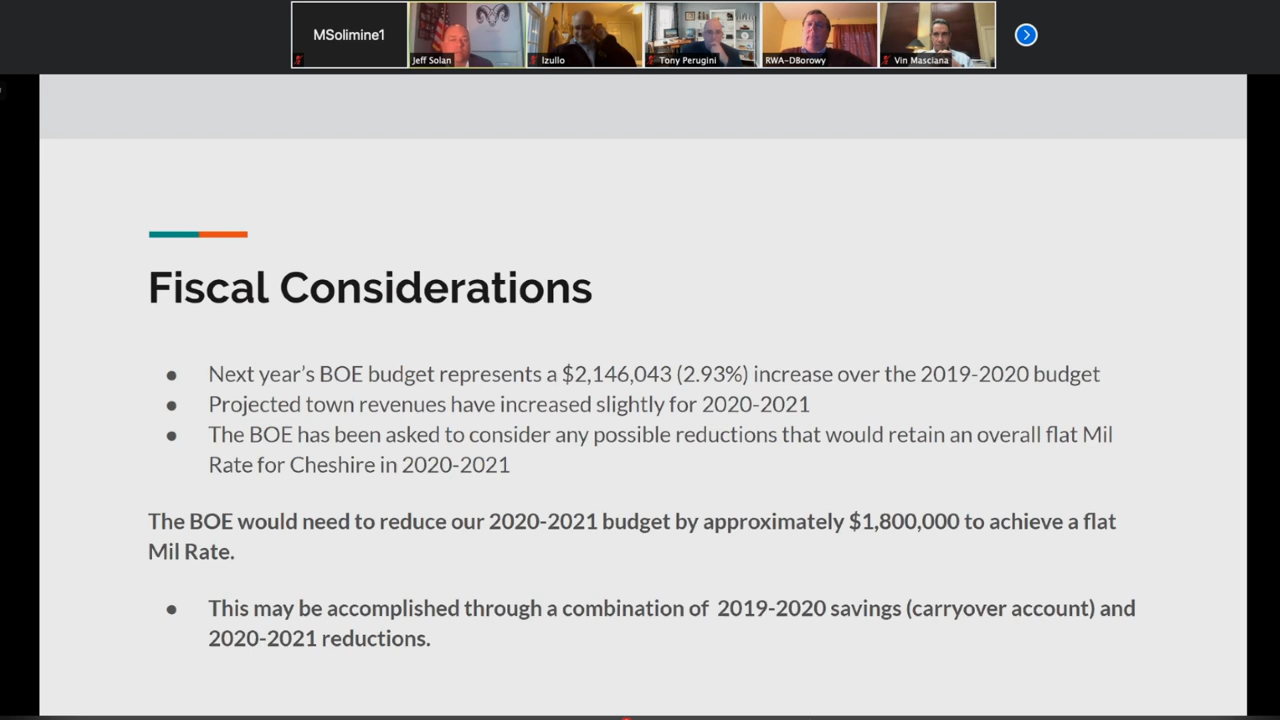 MSolimine1
Jeff Solan
Izullo
Tony Perugini
RWA-DBorowy
Vin Masciana
Fiscal Considerations
● Next year's BOE budget represents a $2,146,043 (2.93%) increase over the 2019-2020 budget
● Projected town revenues have increased slightly for 2020-2021
● The BOE has been asked to consider any possible reductions that would retain an overall flat Mil
Rate for Cheshire in 2020-2021
The BOE would need to reduce our 2020-2021 budget by approximately $1,800,000 to achieve a flat
Mil Rate.
● This may be accomplished through a combination of 2019-2020 savings (carryover account) and
2020-2021 reductions.